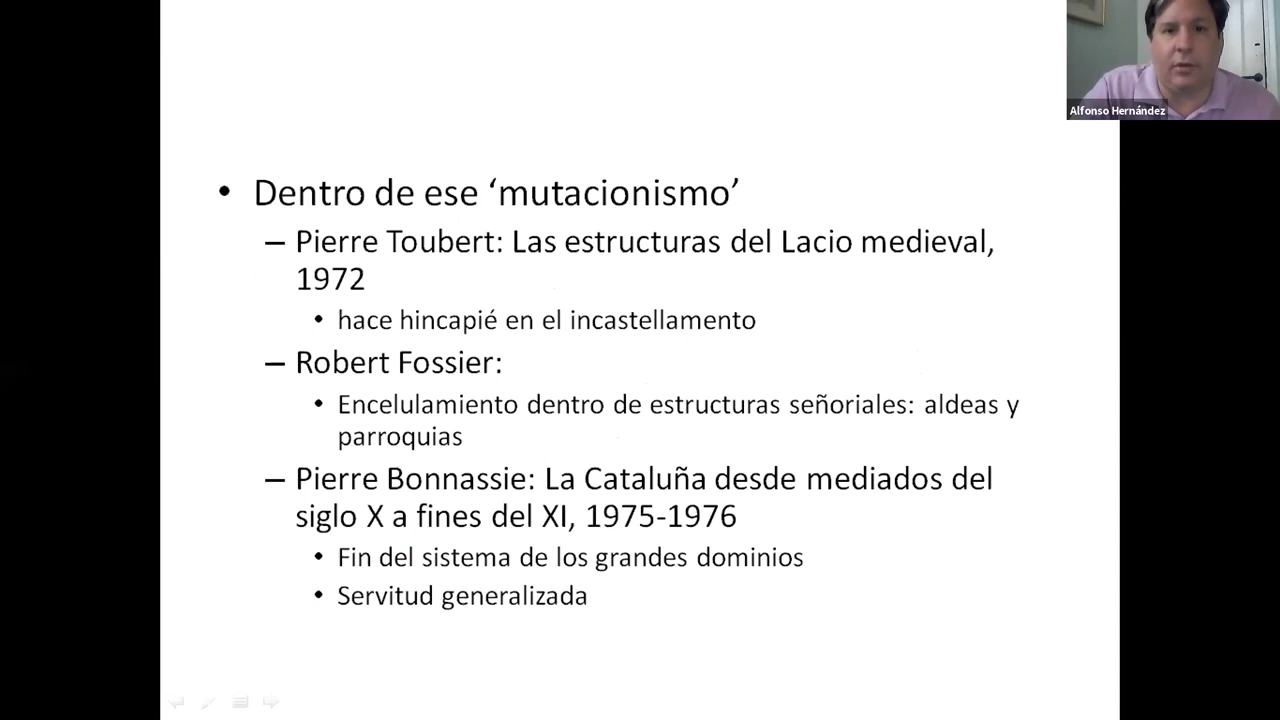 Alfonso Hernández
• Dentro de ese ‘mutacionismo’
– Pierre Toubert: Las estructuras del Lacio medieval,
1972
• hace hincapié en el incastellamento
– Robert Fossier:
• Encelulamiento dentro de estructuras señoriales: aldeas y
parroquias
– Pierre Bonnassie: La Cataluña desde mediados del
siglo X a fines del XI, 1975-1976
• Fin del sistema de los grandes dominios
• Servitud generalizada